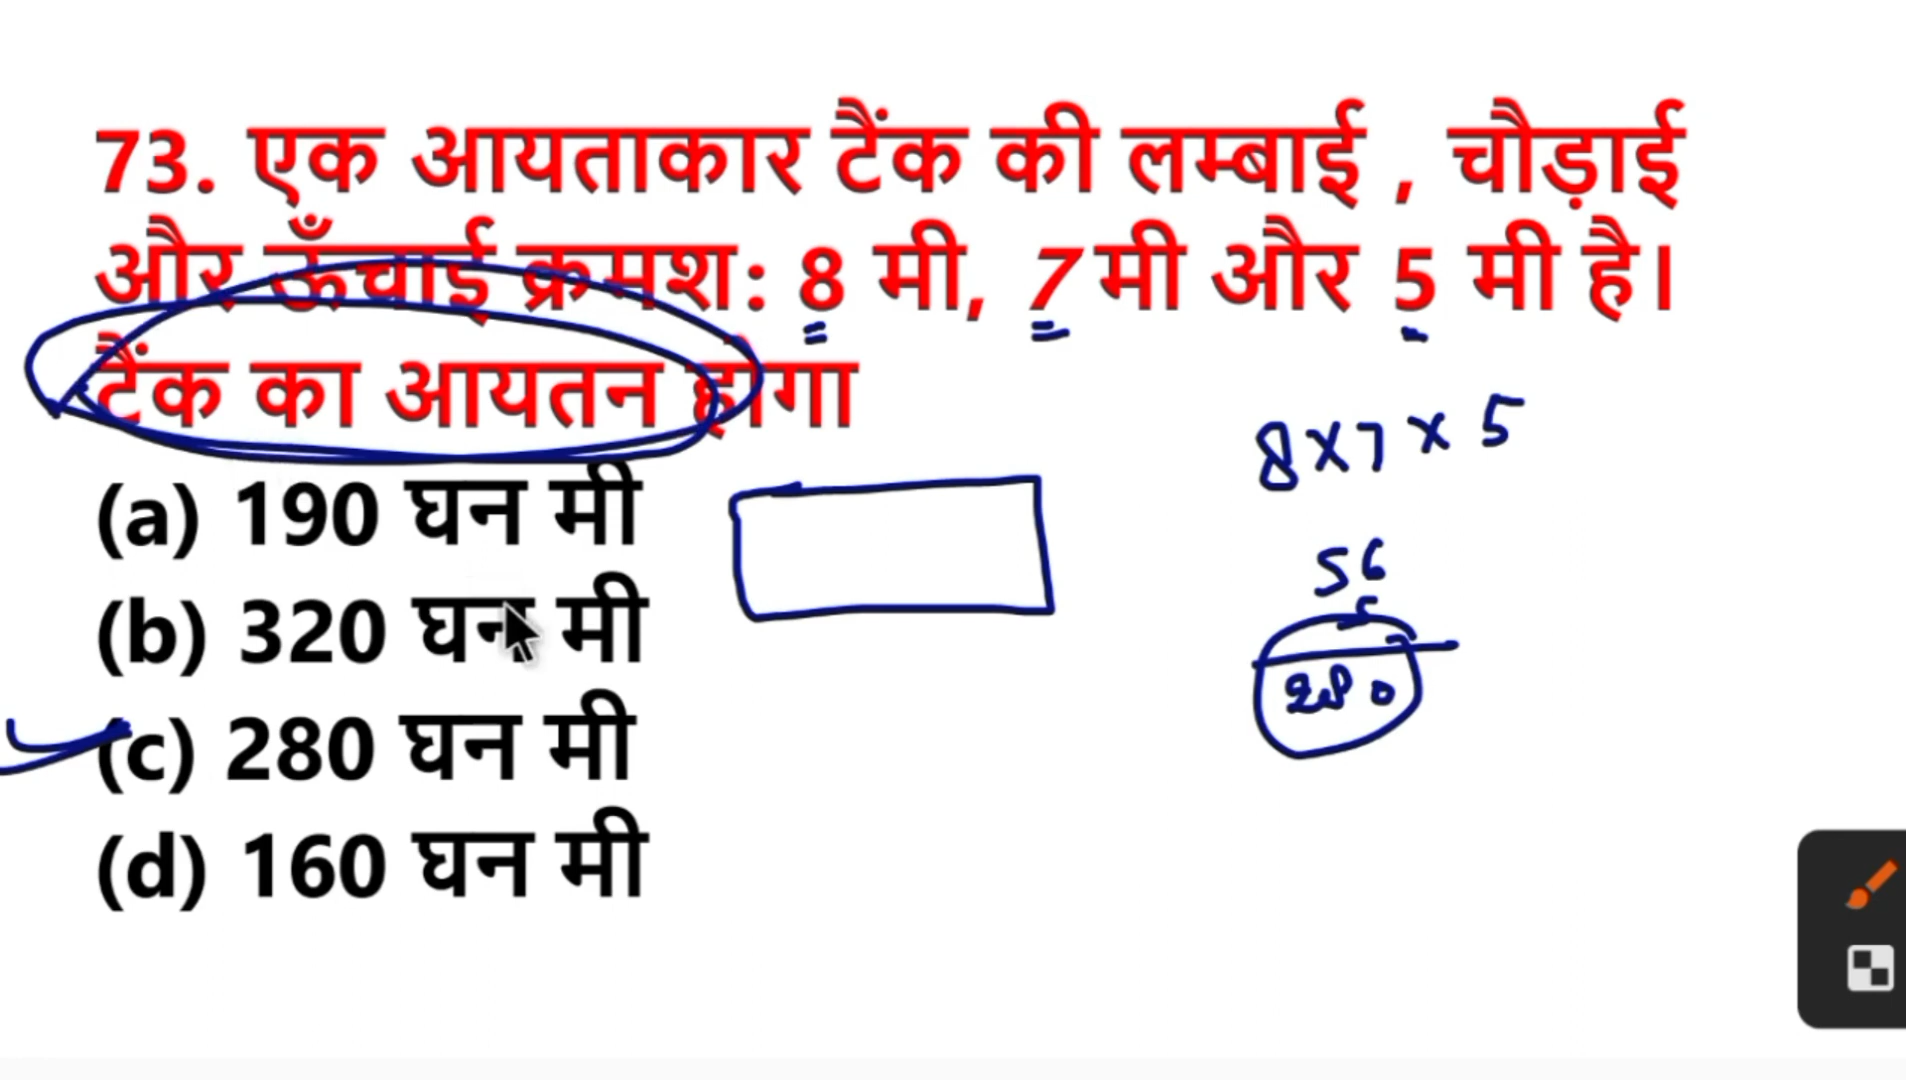 73. एक आयताकार टैंक की लम्बाई , चौड़ाई
और ऊँचाई क्रमश: 8 मी, 7 मी और 5 मी है।
टैंक का आयतन होगा
(a) 190 घन मी
(b) 320 घन मी
(c) 280 घन मी
(d) 160 घन मी
8 x 7 x 5
56
5
280